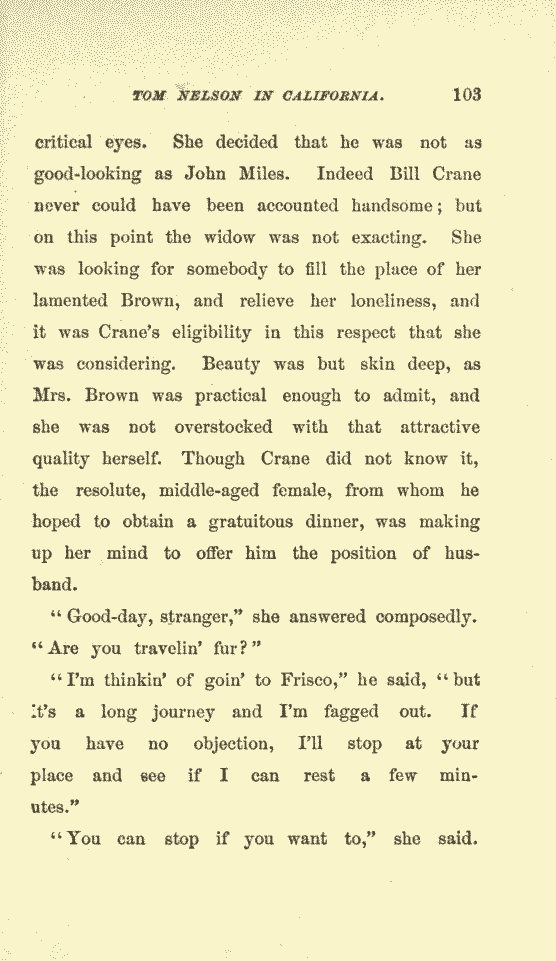 TOM NELSON IN CALIFORNIA. 103
critical eyes. She decided that he was not as
good-looking as John Miles. Indeed Bill Crane
never could have been accounted handsome; but
on this point the widow was not exacting. She
was looking for somebody to fill the place of her
lamented Brown, and relieve her loneliness, and
it was Crane's eligibility in this respect that she
was considering. Beauty was but skin deep, as
Mrs. Brown was practical enough to admit, and
she was not overstocked with that attractive
quality herself. Though Crane did not know it,
the resolute, middle-aged female, from whom he
hoped to obtain a gratuitous dinner, was making
up her mind to offer him the position of hus-
band.
"Good-day, stranger," she answered composedly.
"Are you travelin' fur?"
"I'm thinkin' of goin' to Frisco," he said, "but
it's a long journey and I'm fagged out. If
you have no objection, I'll stop at your
place and see if I can rest a few min-
utes."
"You can stop if you want to," she said.